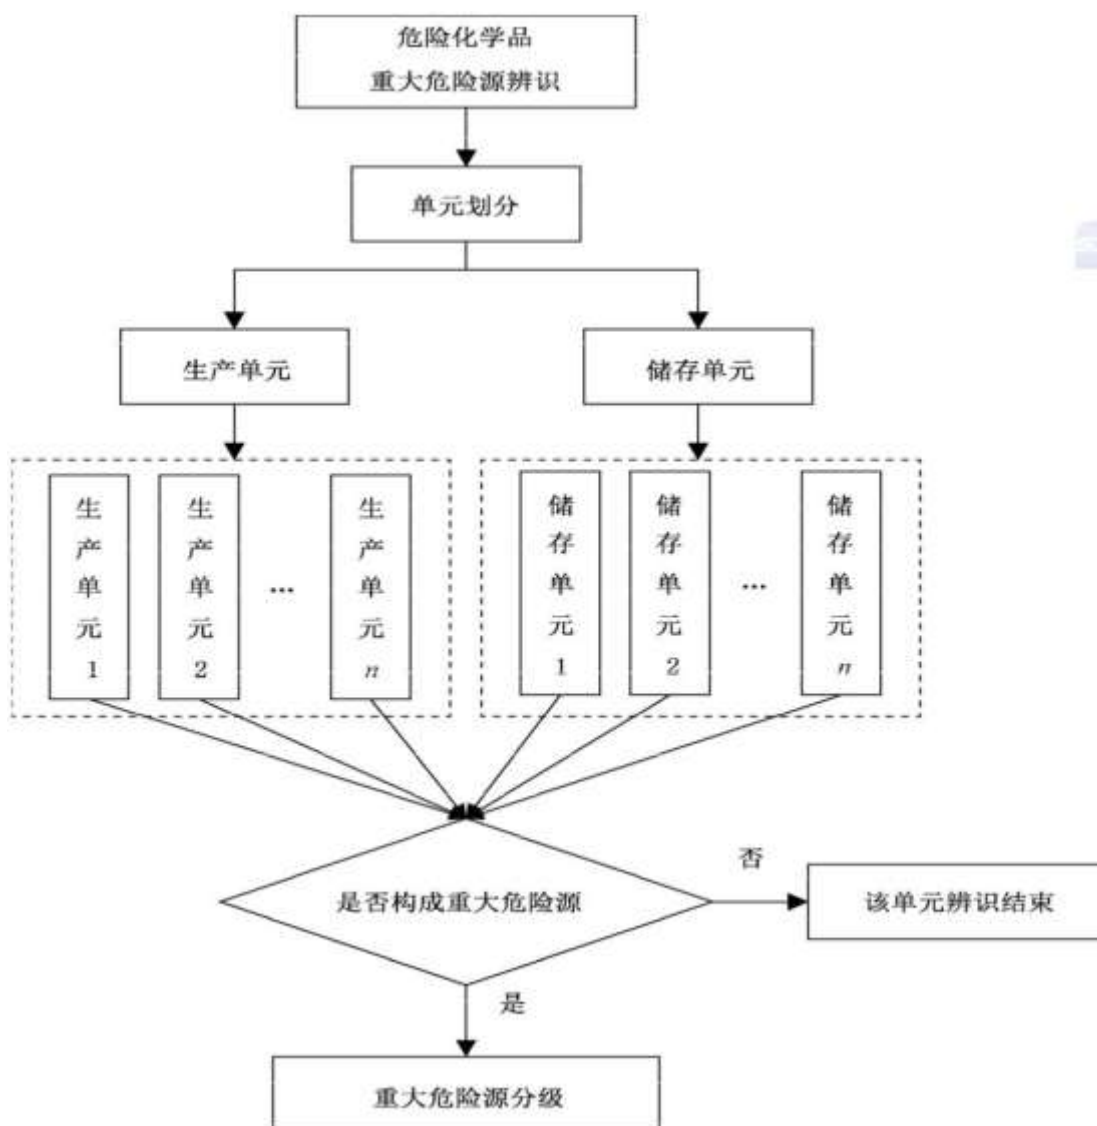 危险化学品
重大危险源辨识
单元划分
生产单元
储存单元
生产单元1
生产单元2
...
生产单元n
储存单元1
储存单元2
...
储存单元n
是否构成重大危险源
否
该单元辨识结束
是
重大危险源分级